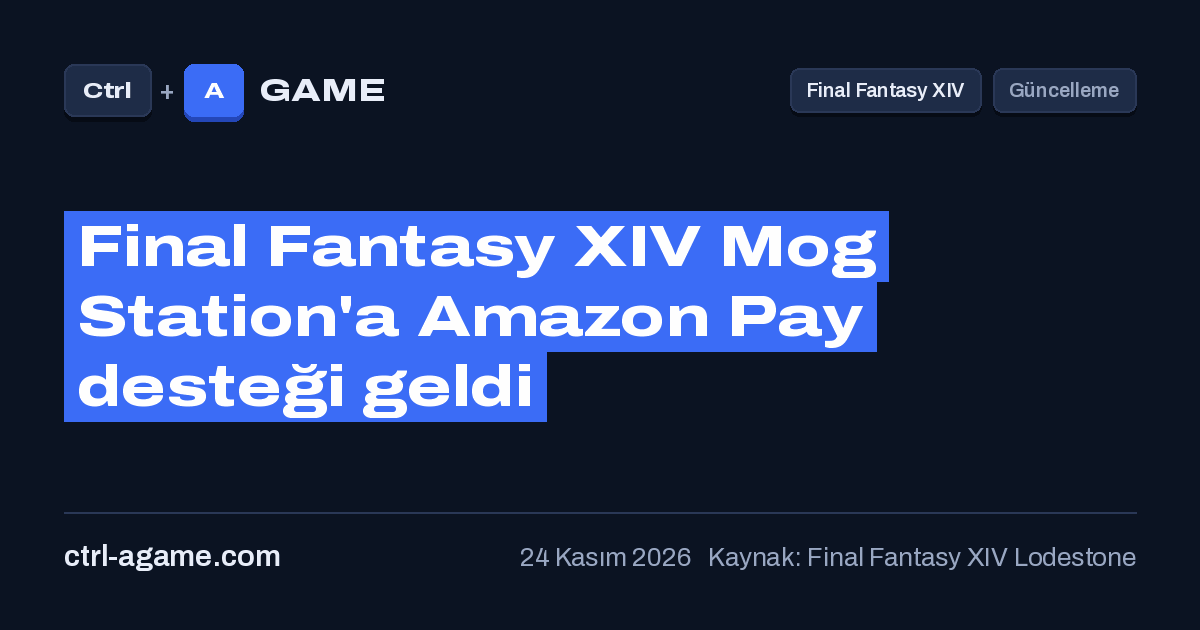 Ctrl + A GAME
Final Fantasy XIV Güncelleme
Final Fantasy XIV Mog
Station'a Amazon Pay
desteği geldi
ctrl-agame.com
24 Kasım 2026 Kaynak: Final Fantasy XIV Lodestone